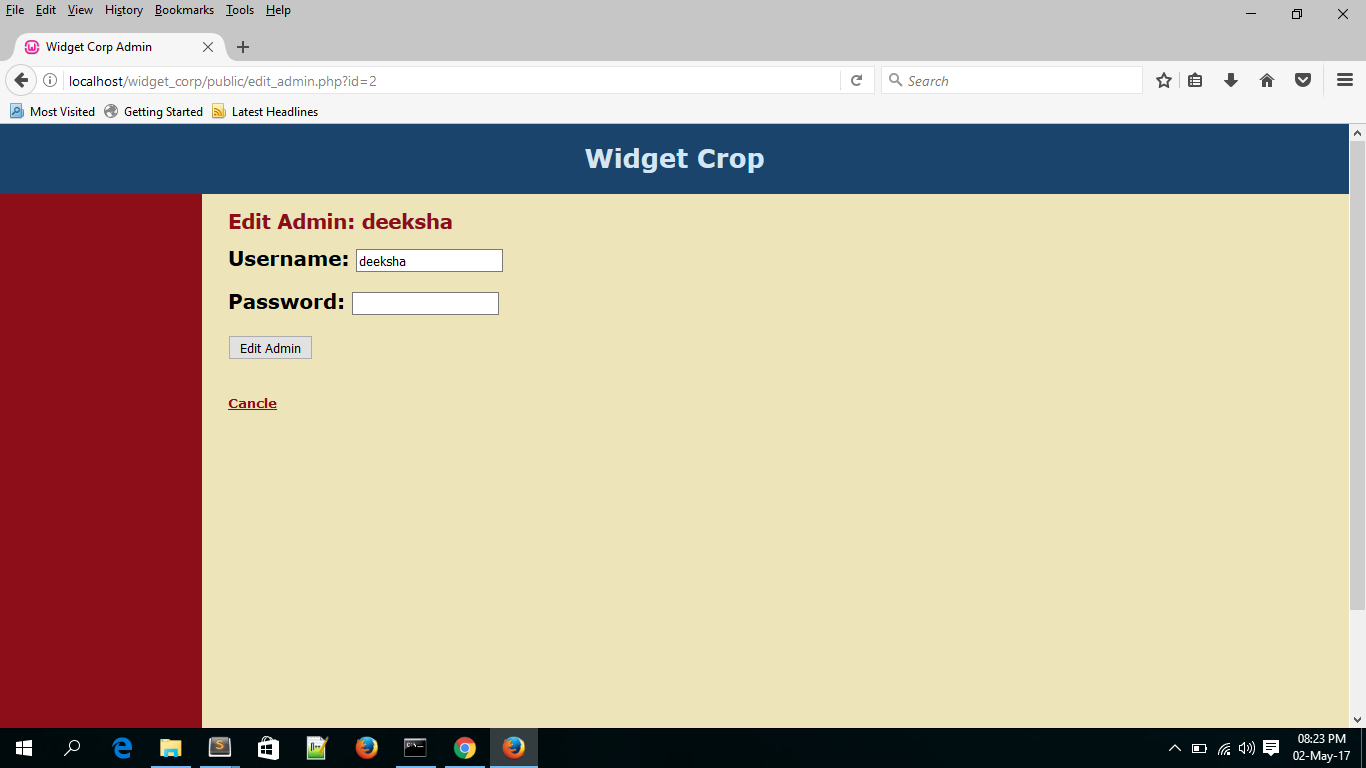 File Edit View History Bookmarks Tools Help
Widget Corp Admin
localhost/widget_corp/public/edit_admin.php?id=2
Search
Most Visited Getting Started Latest Headlines
Widget Crop
Edit Admin: deeksha
Username: deeksha
Password:
Edit Admin
Cancle
08:23 PM
02-May-17